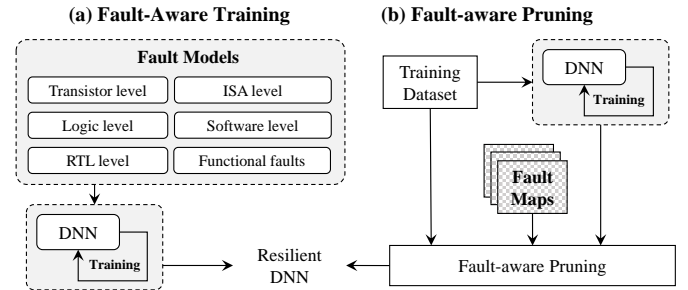 (a) Fault-Aware Training
Fault Models
Transistor level
ISA level
Logic level
Software level
RTL level
Functional faults
DNN
Training
Resilient
DNN
(b) Fault-aware Pruning
Training
Dataset
DNN
Training
Fault
Maps
Fault-aware Pruning